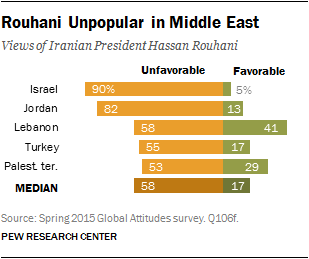 Rouhani Unpopular in Middle East
Views of Iranian President Hassan Rouhani
Unfavorable Favorable
Israel 90% 5%
Jordan 82 13
Lebanon 58 41
Turkey 55 17
Palest. ter. 53 29
MEDIAN 58 17
Source: Spring 2015 Global Attitudes survey. Q106f.
PEW RESEARCH CENTER